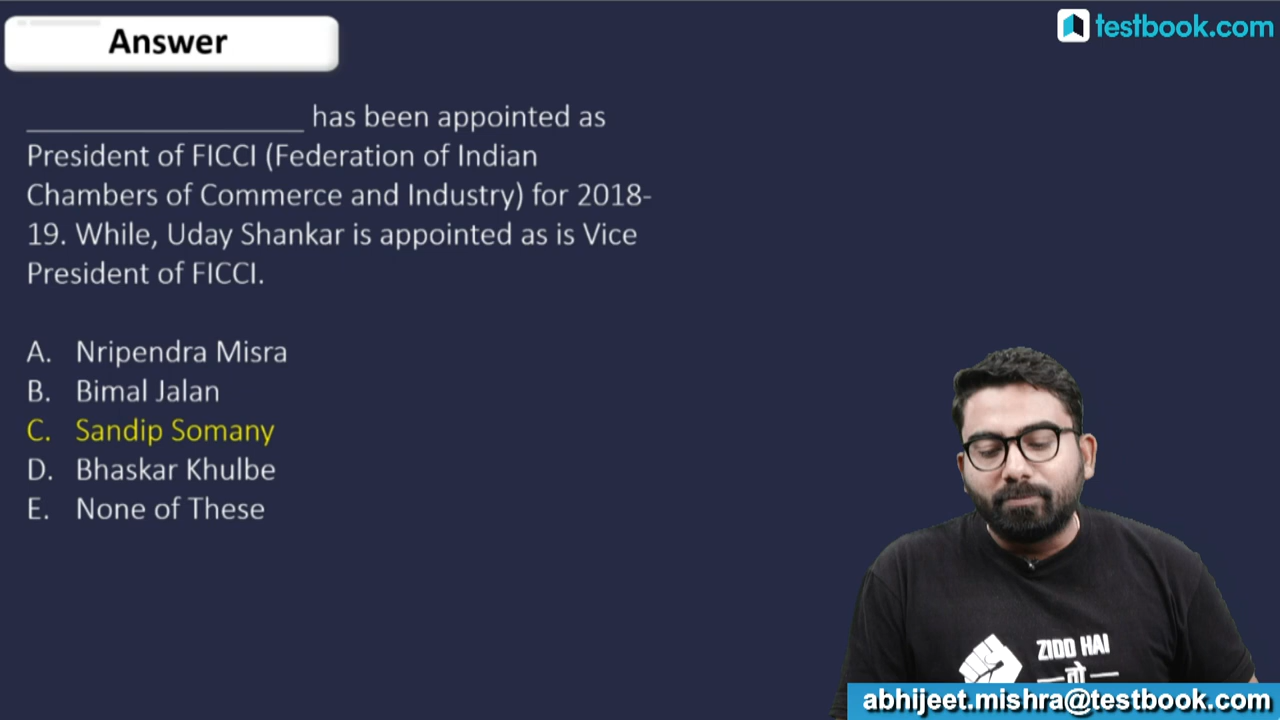 Answer
testbook.com
____________________ has been appointed as
President of FICCI (Federation of Indian
Chambers of Commerce and Industry) for 2018-
19. While, Uday Shankar is appointed as is Vice
President of FICCI.
A. Nripendra Misra
B. Bimal Jalan
C. Sandip Somany
D. Bhaskar Khulbe
E. None of These
ZIDD HAI
तो
abhijeet.mishra@testbook.com